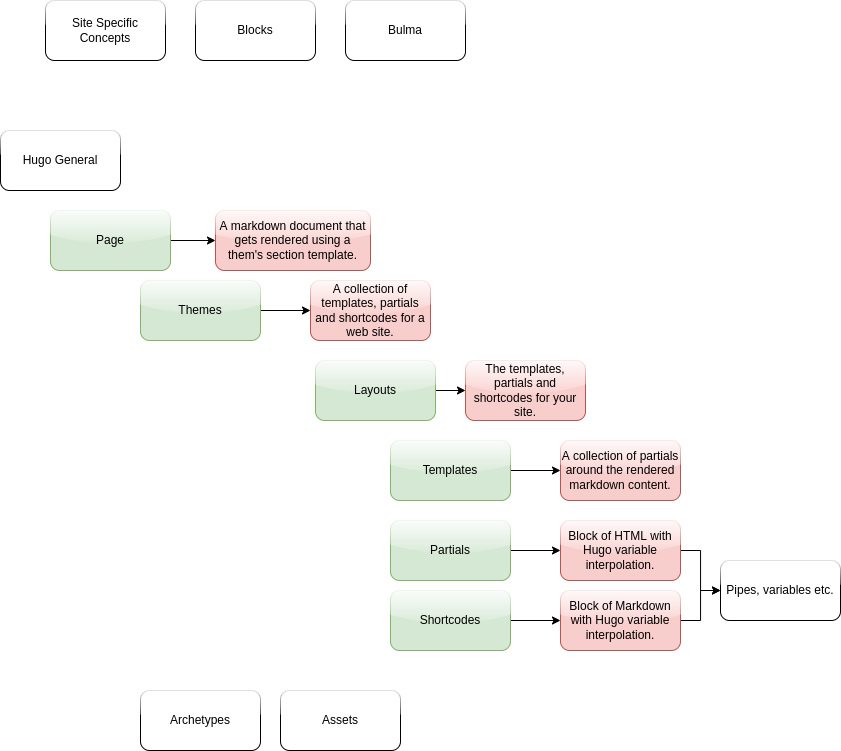 Site Specific
Concepts
Blocks
Bulma
Hugo General
Page
A markdown document that
gets rendered using a
them's section template.
Themes
A collection of
templates, partials
and shortcodes for a
web site.
Layouts
The templates,
partials and
shortcodes for your
site.
Templates
A collection of partials
around the rendered
markdown content.
Partials
Block of HTML with
Hugo variable
interpolation.
Pipes, variables etc.
Shortcodes
Block of Markdown
with Hugo variable
interpolation.
Archetypes
Assets